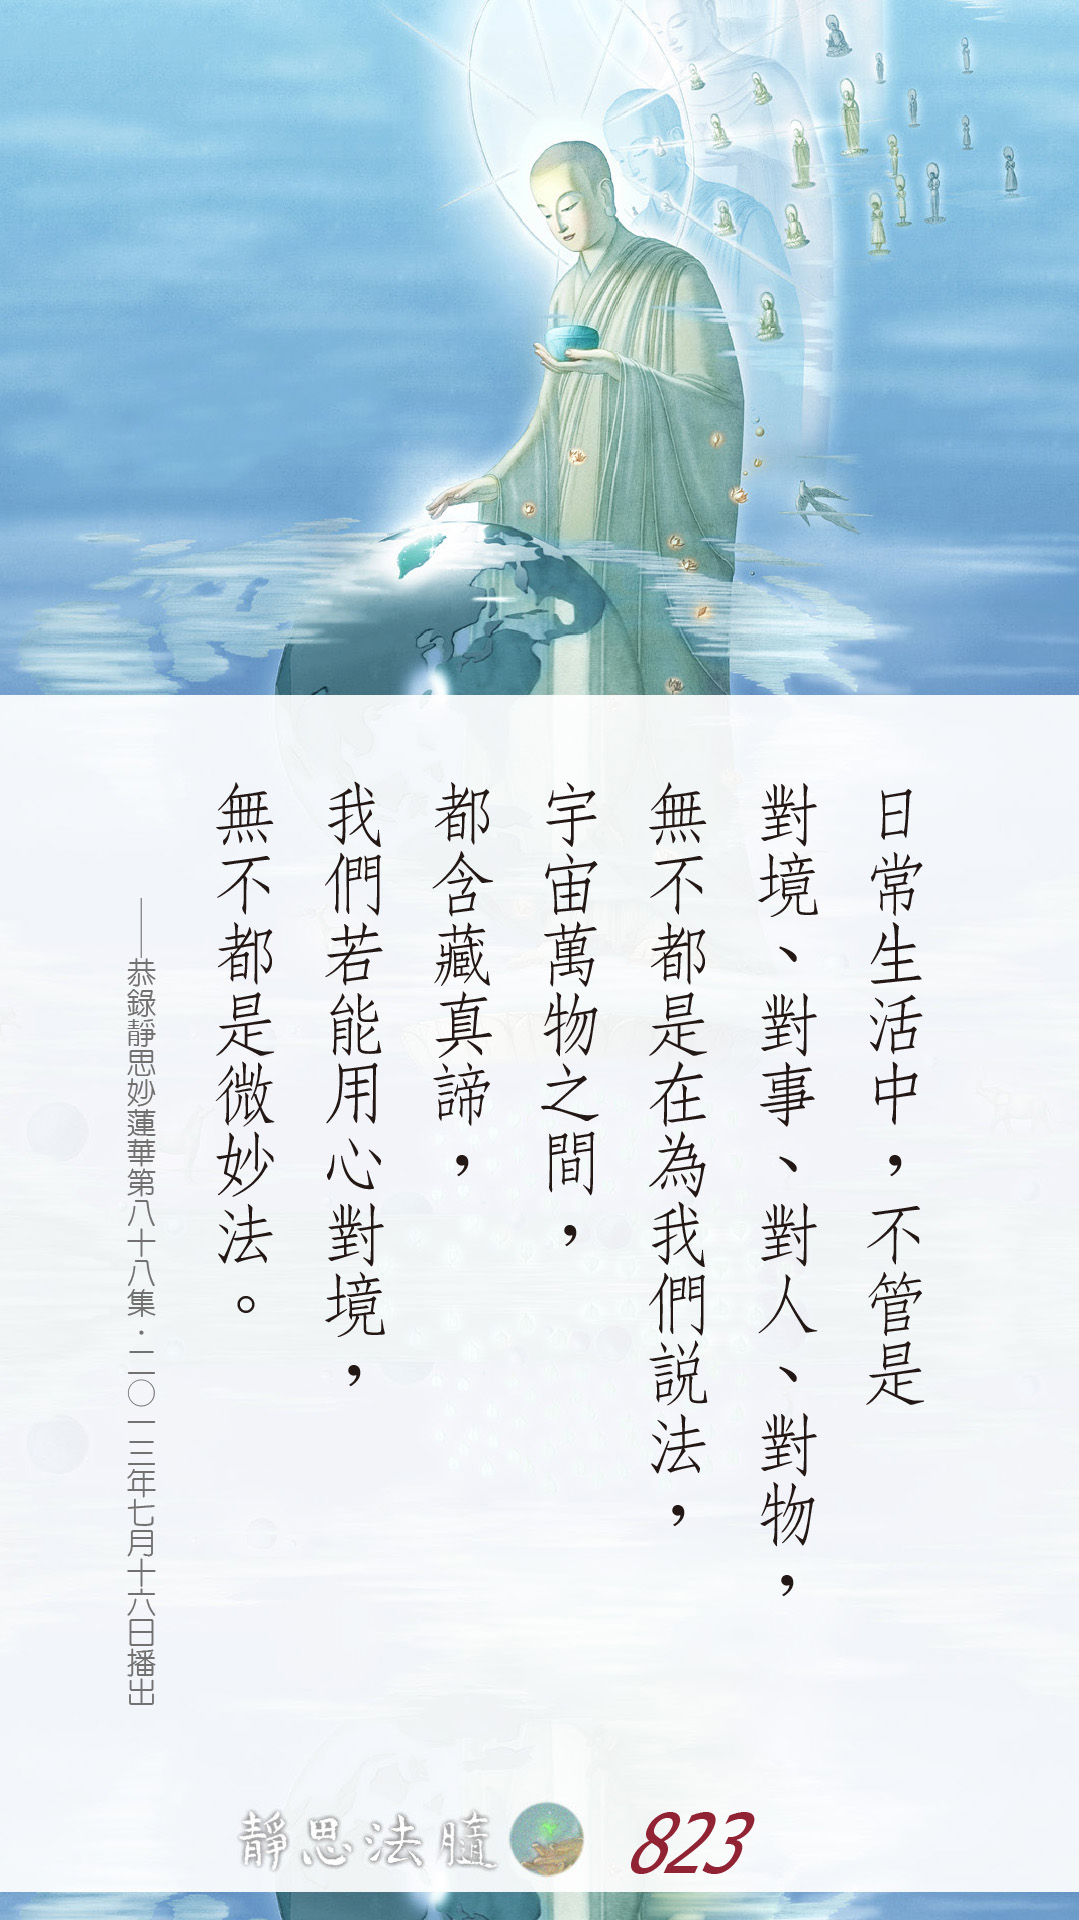 日常生活中，不管是
對境、對事、對人、對物，
無不都是在為我們説法，
宇宙萬物之間，
都含藏真諦，
我們若能用心對境，
無不都是微妙法。
——恭錄靜思妙蓮華第八十八集·二〇一三年七月十六日播出
靜思法髓
823